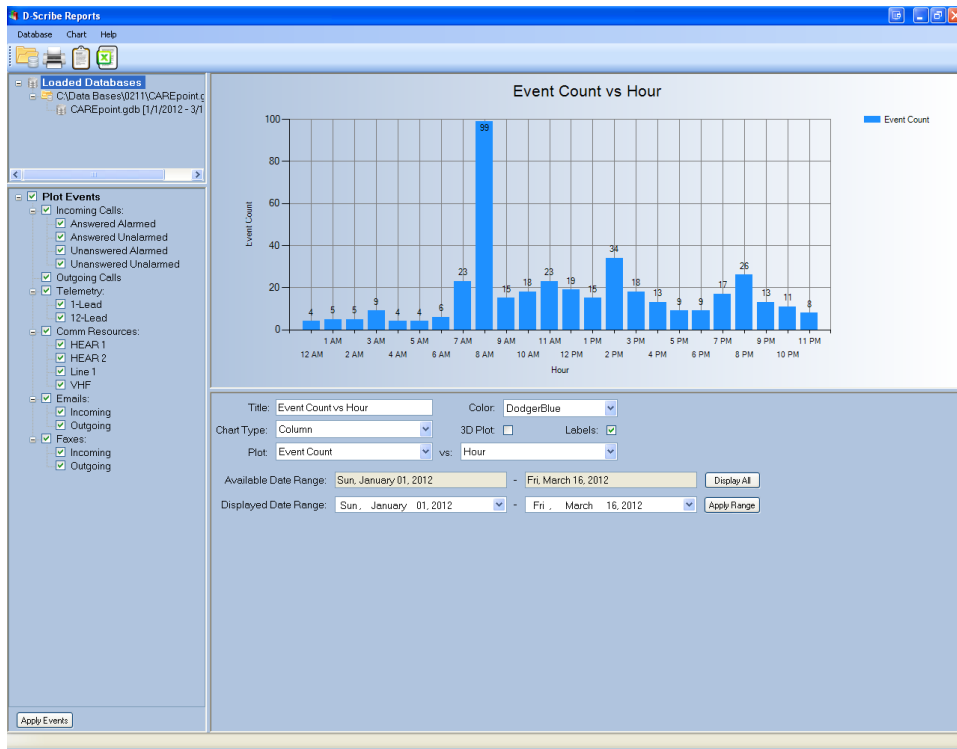 D-Scribe Reports
Database Chart Help
Loaded Databases
C:\Data Bases\0211\CAREpoint.g
CAREpoint.gdb [1/1/2012 - 3/1
Plot Events
Incoming Calls:
Answered Alarmed
Answered Unalarmed
Unanswered Alarmed
Unanswered Unalarmed
Outgoing Calls
Telemetry:
1-Lead
12-Lead
Comm Resources:
HEAR 1
HEAR 2
Line 1
VHF
Emails:
Incoming
Outgoing
Faxes:
Incoming
Outgoing
Apply Events
Event Count vs Hour
Event Count
Event Count
100
80
60
40
20
0
4 5 5 9 4 4 6 23 99 15 18 23 19 15 34 18 13 9 9 17 26 13 11 8
1 AM 3 AM 5 AM 7 AM 9 AM 11 AM 1 PM 3 PM 5 PM 7 PM 9 PM 11 PM
12 AM 2 AM 4 AM 6 AM 8 AM 10 AM 12 PM 2 PM 4 PM 6 PM 8 PM 10 PM
Hour
Title: Event Count vs Hour Color: DodgerBlue
Chart Type: Column 3D Plot: Labels:
Plot: Event Count vs: Hour
Available Date Range: Sun, January 01, 2012 - Fri, March 16, 2012 Display All
Displayed Date Range: Sun, January 01, 2012 - Fri, March 16, 2012 Apply Range